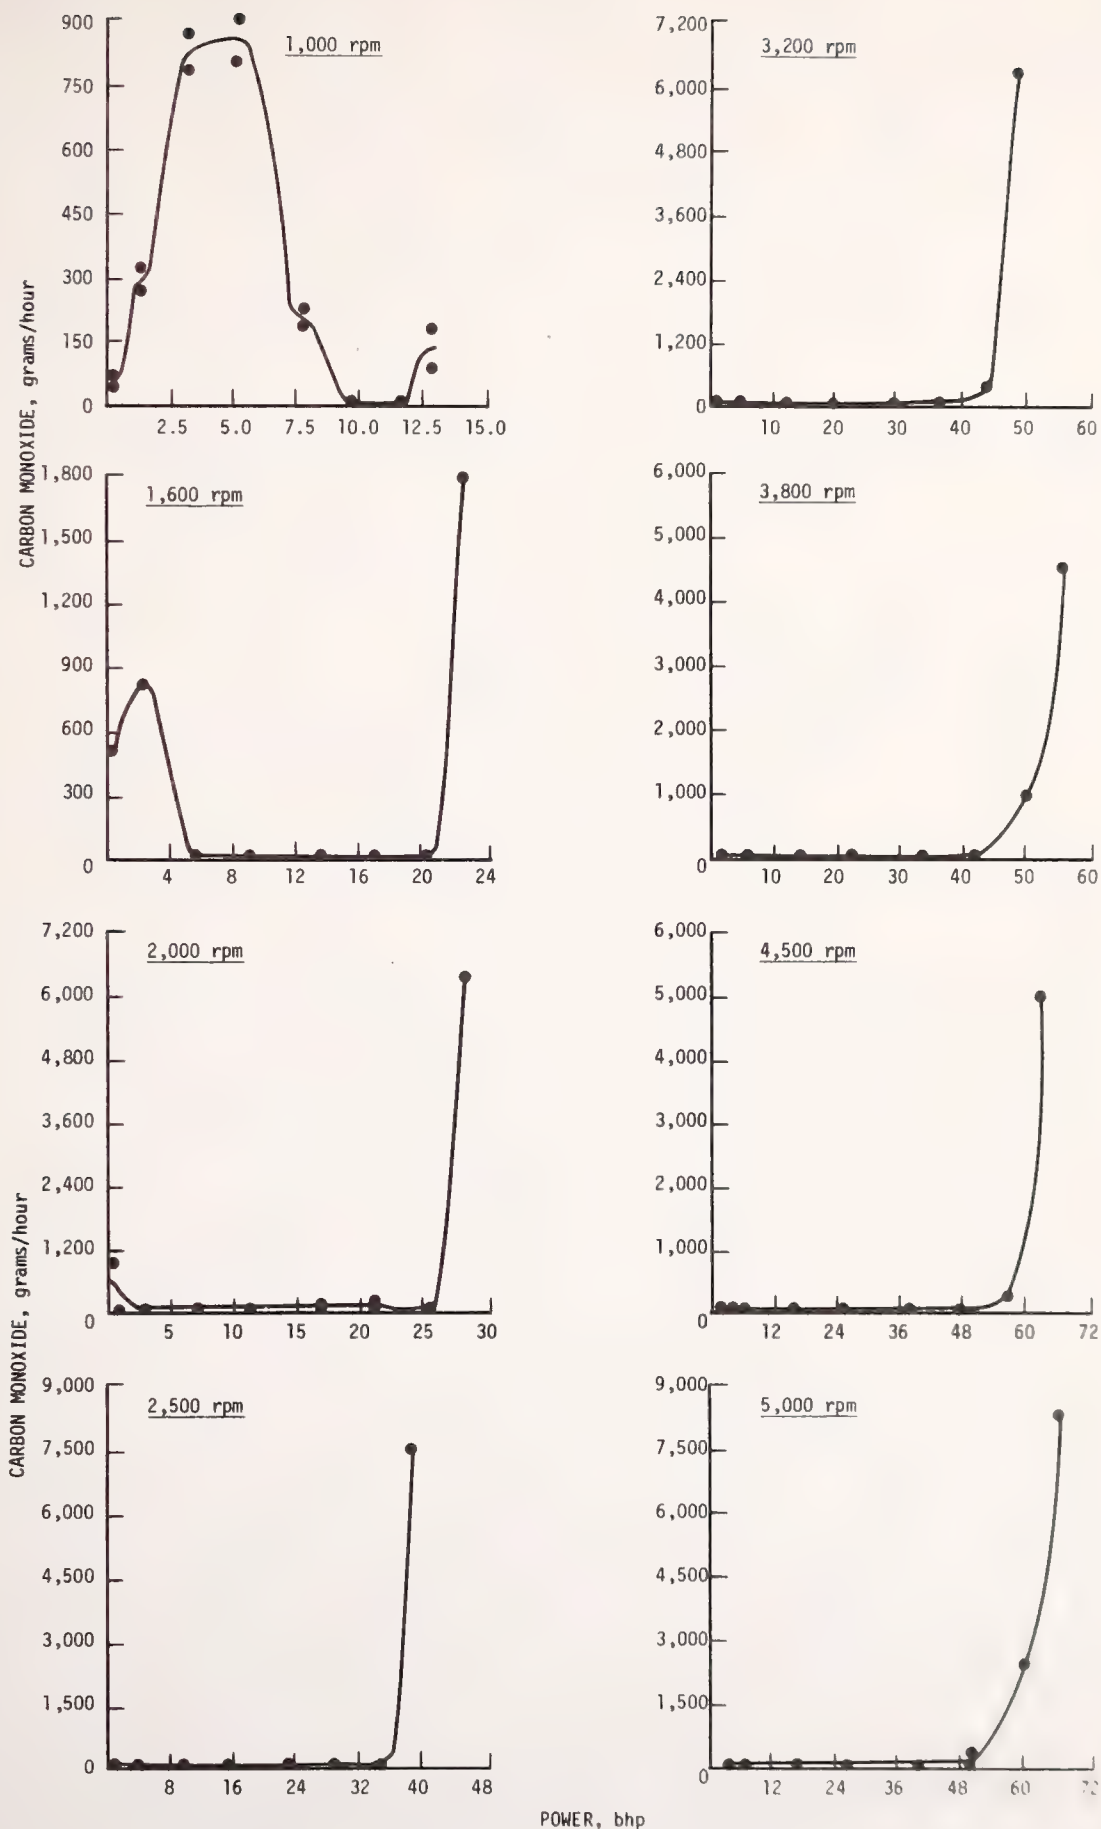 CARBON MONOXIDE, grams/hour
900
750
600
450
300
150
0
1,000 rpm
2.5 5.0 7.5 10.0 12.5 15.0
7,200
6,000
4,800
3,600
2,400
1,200
0
3,200 rpm
10 20 30 40 50 60
1,800
1,500
1,200
900
600
300
0
1,600 rpm
4 8 12 16 20 24
6,000
5,000
4,000
3,000
2,000
1,000
0
3,800 rpm
10 20 30 40 50 60
CARBON MONOXIDE, grams/hour
7,200
6,000
4,800
3,600
2,400
1,200
0
2,000 rpm
5 10 15 20 25 30
6,000
5,000
4,000
3,000
2,000
1,000
0
4,500 rpm
12 24 36 48 60 72
9,000
7,500
6,000
4,500
3,000
1,500
0
2,500 rpm
8 16 24 32 40 48
9,000
7,500
6,000
4,500
3,000
1,500
0
5,000 rpm
12 24 36 48 60 72
POWER, bhp